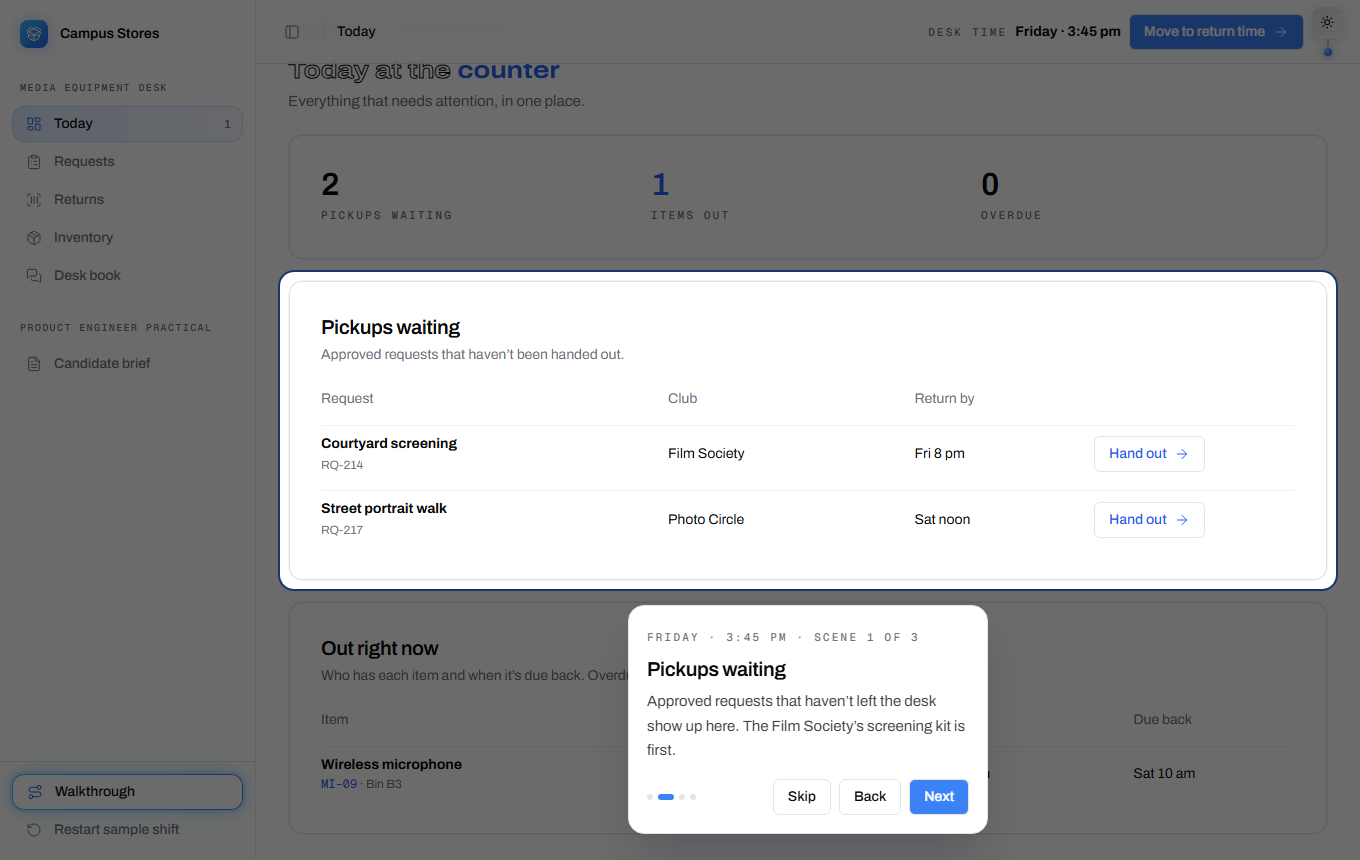 Campus Stores
MEDIA EQUIPMENT DESK
Today 1
Requests
Returns
Inventory
Desk book
PRODUCT ENGINEER PRACTICAL
Candidate brief
Walkthrough
Restart sample shift
Today
DESK TIME Friday · 3:45 pm
Move to return time
Today at the counter
Everything that needs attention, in one place.
2
PICKUPS WAITING
1
ITEMS OUT
0
OVERDUE
Pickups waiting
Approved requests that haven’t been handed out.
Request Club Return by
Courtyard screening
RQ-214
Film Society
Fri 8 pm
Hand out
Street portrait walk
RQ-217
Photo Circle
Sat noon
Hand out
Out right now
Who has each item and when it’s due back.
Item Due back
Wireless microphone
MI-09 · Bin B3
Sat 10 am
FRIDAY · 3:45 PM · SCENE 1 OF 3
Pickups waiting
Approved requests that haven’t left the desk
show up here. The Film Society’s screening kit is
first.
Skip
Back
Next